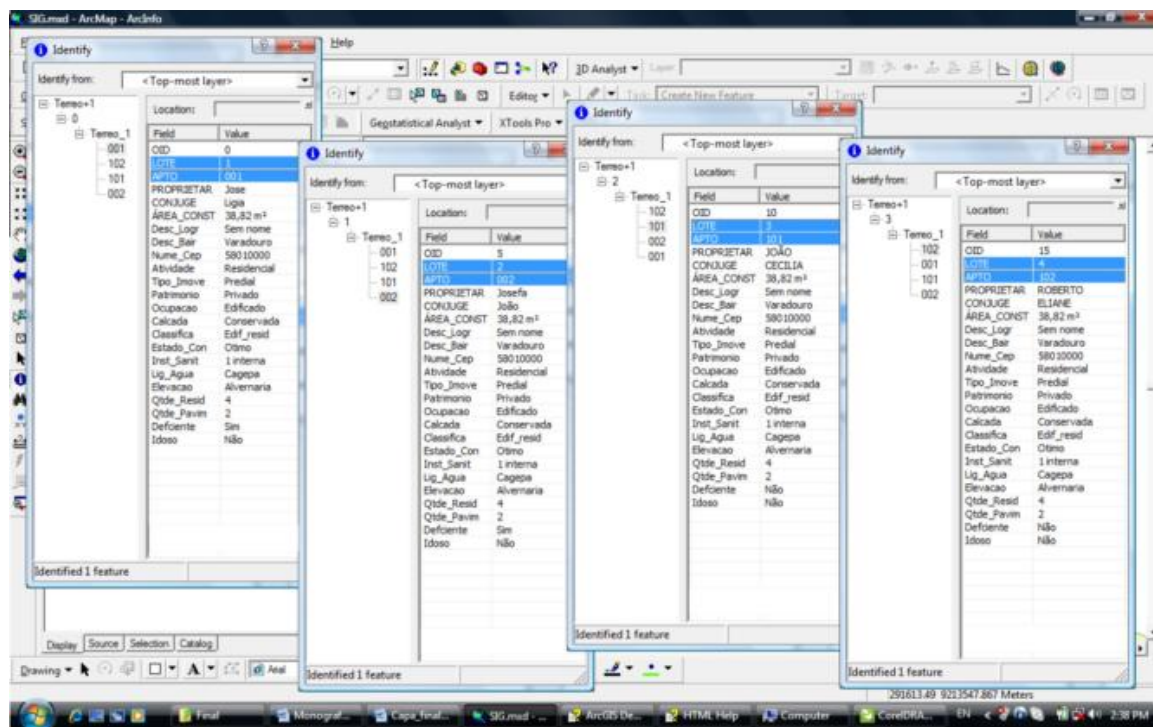 SIG.mxd - ArcMap - ArcInfo
Help
3D Analyst
Editor
Task: Create New Feature
Target:
Geostatistical Analyst
XTools Pro
Identify
Identify from: <Top-most layer>
Terreo+1
0
Terreo_1
001
102
101
002
Location:
Field Value
OID 0
LOTE 1
APTO 001
PROPRIETAR Jose
CONJUGE Ligia
ÁREA_CONST 38,82 m²
Desc_Logr Sem nome
Desc_Bair Varadouro
Nume_Cep 58010000
Atividade Residencial
Tipo_Imove Predial
Patrimonio Privado
Ocupacao Edificado
Calcada Conservada
Classifica Edif_resid
Estado_Con Otimo
Inst_Sanit 1 interna
Lig_Agua Cagepa
Elevacao Alvernaria
Qtde_Resid 4
Qtde_Pavim 2
Defciente Sim
Idoso Não
Identified 1 feature
Identify
Identify from: <Top-most layer>
Terreo+1
1
Terreo_1
001
102
101
002
Location:
Field Value
OID 5
LOTE 2
APTO 002
PROPRIETAR Josefa
CONJUGE João
ÁREA_CONST 38,82 m²
Desc_Logr Sem nome
Desc_Bair Varadouro
Nume_Cep 58010000
Atividade Residencial
Tipo_Imove Predial
Patrimonio Privado
Ocupacao Edificado
Calcada Conservada
Classifica Edif_resid
Estado_Con Otimo
Inst_Sanit 1 interna
Lig_Agua Cagepa
Elevacao Alvernaria
Qtde_Resid 4
Qtde_Pavim 2
Defciente Sim
Idoso Não
Identified 1 feature
Identify
Identify from: <Top-most layer>
Terreo+1
2
Terreo_1
102
101
002
001
Location:
Field Value
OID 10
LOTE 3
APTO 101
PROPRIETAR JOÃO
CONJUGE CECILIA
ÁREA_CONST 38,82 m²
Desc_Logr Sem nome
Desc_Bair Varadouro
Nume_Cep 58010000
Atividade Residencial
Tipo_Imove Predial
Patrimonio Privado
Ocupacao Edificado
Calcada Conservada
Classifica Edif_resid
Estado_Con Otimo
Inst_Sanit 1 interna
Lig_Agua Cagepa
Elevacao Alvernaria
Qtde_Resid 4
Qtde_Pavim 2
Defciente Não
Idoso Não
Identified 1 feature
Identify
Identify from: <Top-most layer>
Terreo+1
3
Terreo_1
102
001
101
002
Location:
Field Value
OID 15
LOTE 4
APTO 102
PROPRIETAR ROBERTO
CONJUGE ELIANE
ÁREA_CONST 38,82 m²
Desc_Logr Sem nome
Desc_Bair Varadouro
Nume_Cep 58010000
Atividade Residencial
Tipo_Imove Predial
Patrimonio Privado
Ocupacao Edificado
Calcada Conservada
Classifica Edif_resid
Estado_Con Otimo
Inst_Sanit 1 interna
Lig_Agua Cagepa
Elevacao Alvernaria
Qtde_Resid 4
Qtde_Pavim 2
Defciente Não
Idoso Não
Identified 1 feature
Display Source Selection Catalog
Drawing A Arial
291613.49 9213547.867 Meters
Final Monograf... Capa_final... SIG.mxd - ... ArcGIS De... HTML Help Computer CorelDRA... EN 2:38 PM